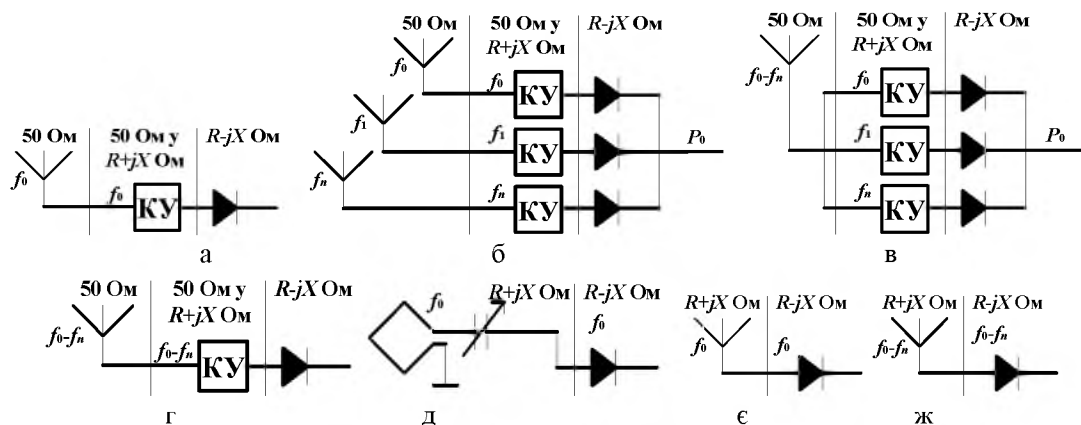 50 Ом
50 Ом у
R+jX Ом
R-jX Ом
f0
f0
КУ
а
50 Ом
50 Ом у
R+jX Ом
R-jX Ом
f0
f0
КУ
f1
f1
КУ
P0
fn
fn
КУ
б
50 Ом
50 Ом у
R+jX Ом
R-jX Ом
f0-fn
f0
КУ
f1
КУ
P0
fn
КУ
в
50 Ом
50 Ом у
R+jX Ом
R-jX Ом
f0-fn
f0-fn
КУ
г
f0
R+jX Ом
R-jX Ом
f0
д
R+jX Ом
R-jX Ом
f0
f0
є
R+jX Ом
R-jX Ом
f0-fn
f0-fn
ж